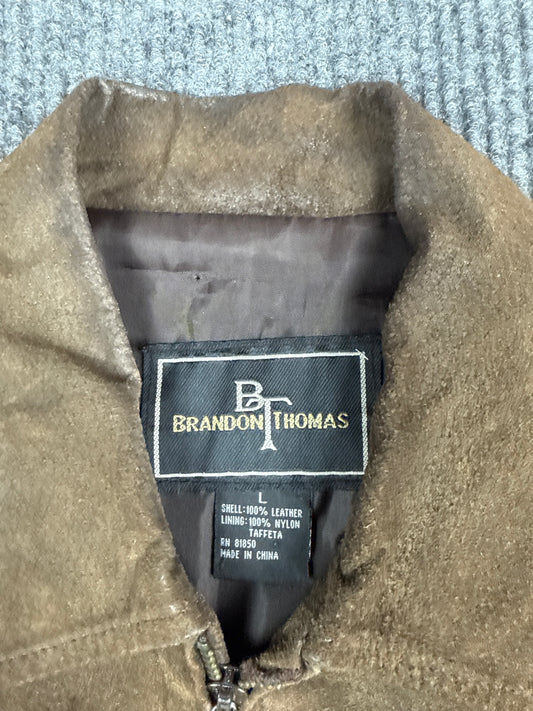 BT
BRANDON THOMAS
L
SHELL:100% LEATHER
LINING:100% NYLON
TAFFETA
RN 81850
MADE IN CHINA